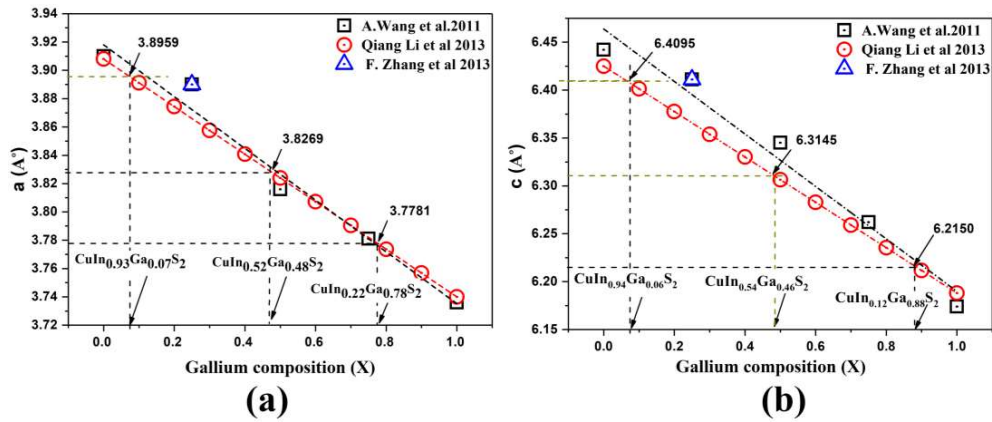 3.94
3.92
3.90
3.88
3.86
3.84
3.82
3.80
3.78
3.76
3.74
3.72
a (A°)
A.Wang et al.2011
Qiang Li et al 2013
F. Zhang et al 2013
3.8959
3.8269
3.7781
CuIn0.93Ga0.07S2
CuIn0.52Ga0.48S2
CuIn0.22Ga0.78S2
0.0 0.2 0.4 0.6 0.8 1.0
Gallium composition (X)
(a)
6.45
6.40
6.35
6.30
6.25
6.20
6.15
c (A°)
A.Wang et al.2011
Qiang Li et al 2013
F. Zhang et al 2013
6.4095
6.3145
6.2150
CuIn0.94Ga0.06S2
CuIn0.54Ga0.46S2
CuIn0.12Ga0.88S2
0.0 0.2 0.4 0.6 0.8 1.0
Gallium composition (X)
(b)